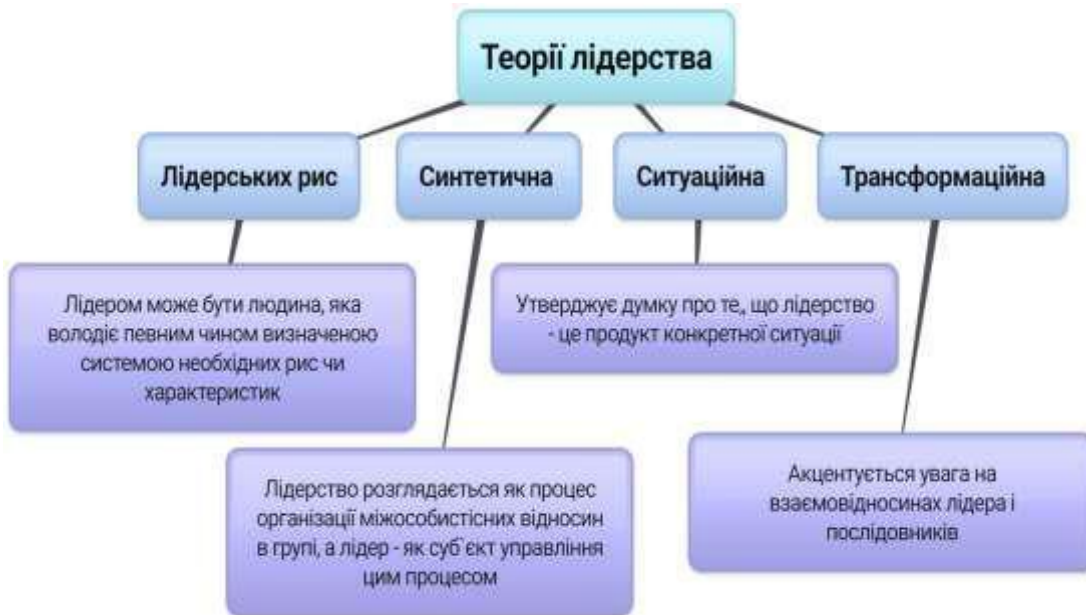 Теорії лідерства
Лідерських рис
Синтетична
Ситуаційна
Трансформаційна
Лідером може бути людина, яка
володіє певним чином визначеною
системою необхідних рис чи
характеристик
Утверджує думку про те,, що лідерство
- це продукт конкретної ситуації
Лідерство розглядається як процес
організації міжособистісних відносин
в групі, а лідер - як суб`єкт управління
цим процесом
Акцентується увага на
взаємовідносинах лідера і
послідовників